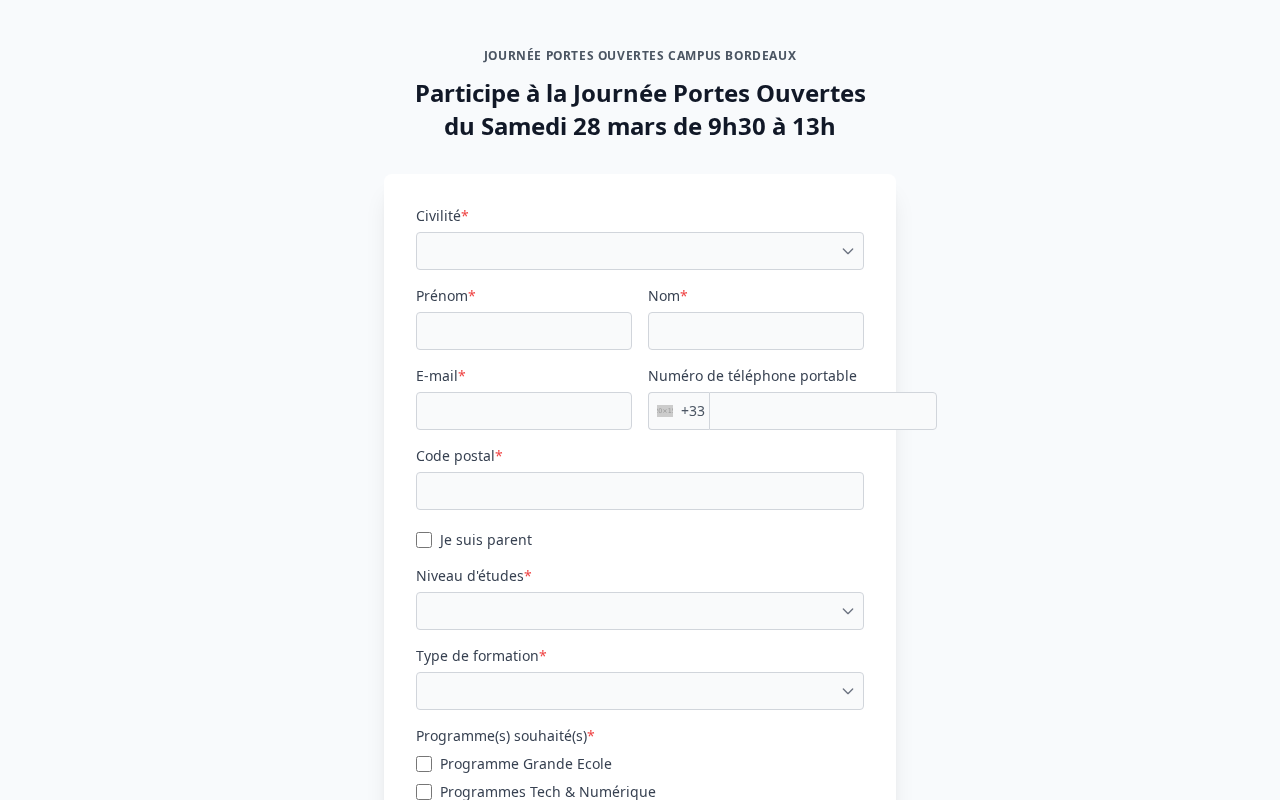 JOURNÉE PORTES OUVERTES CAMPUS BORDEAUX
Participe à la Journée Portes Ouvertes
du Samedi 28 mars de 9h30 à 13h
Civilité*
Prénom* Nom*
E-mail* Numéro de téléphone portable
+33
Code postal*
Je suis parent
Niveau d'études*
Type de formation*
Programme(s) souhaité(s)*
Programme Grande Ecole
Programmes Tech & Numérique